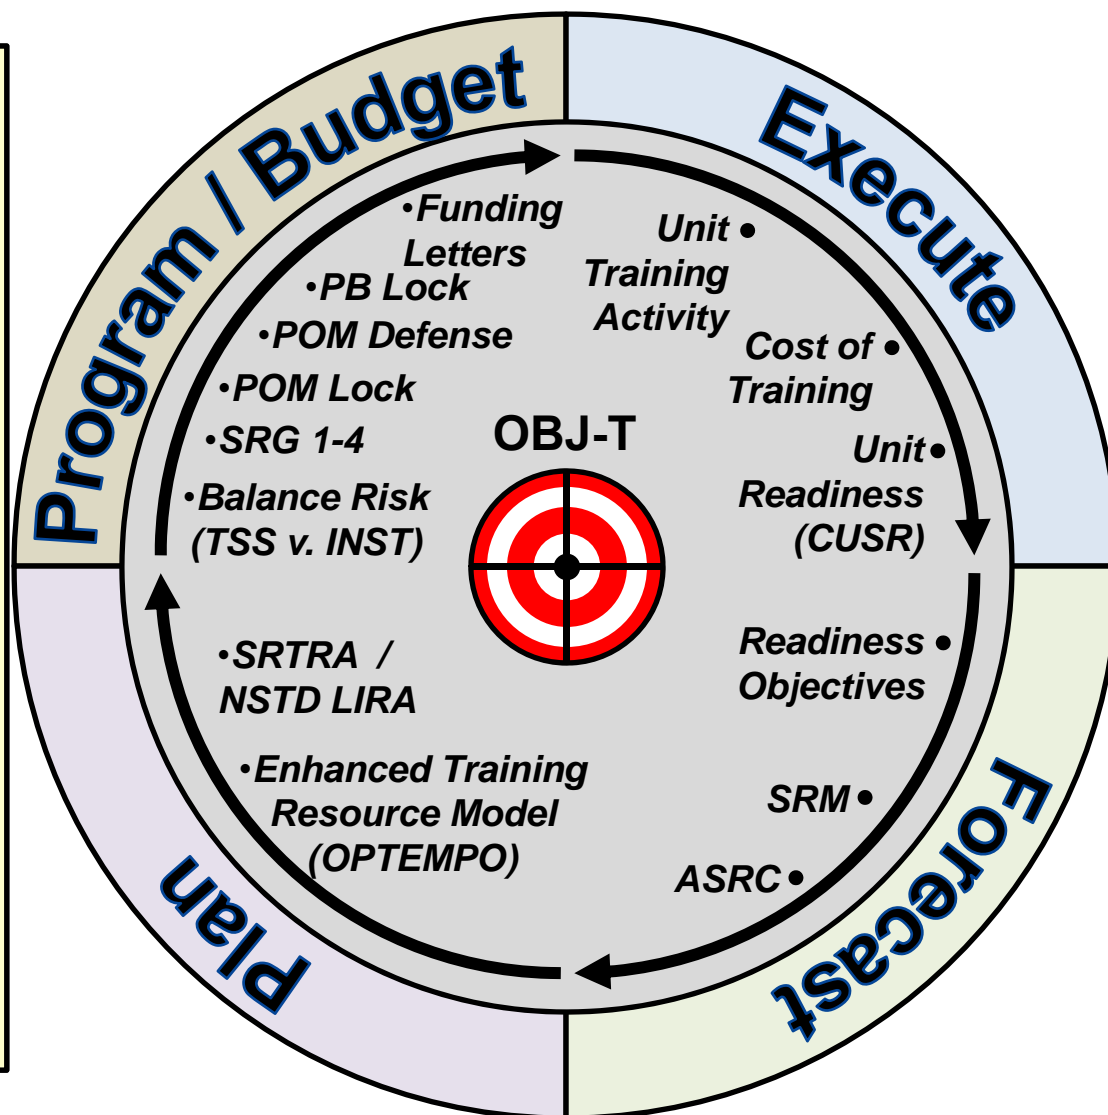 Program / Budget
Execute
Forecast
Plan
•Funding
Letters
•PB Lock
•POM Defense
•POM Lock
•SRG 1-4
•Balance Risk
(TSS v. INST)
Unit •
Training
Activity
Cost of •
Training
Unit •
Readiness
(CUSR)
OBJ-T
Readiness •
Objectives
SRM •
ASRC •
•SRTRA /
NSTD LIRA
•Enhanced Training
Resource Model
(OPTEMPO)